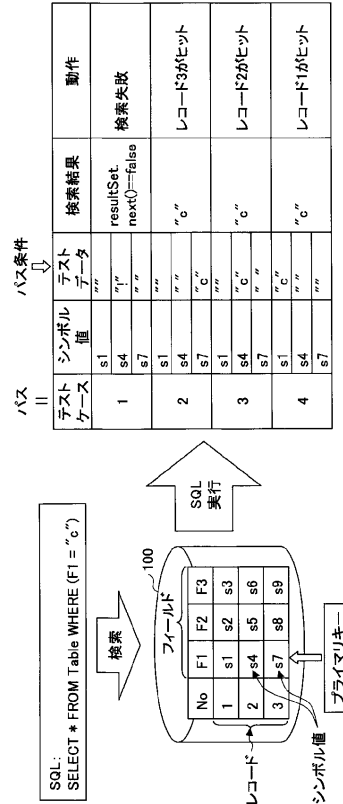 SQL:
SELECT * FROM Table WHERE (F1 = "c")
検索
100
フィールド
No F1 F2 F3
1 s1 s2 s3
2 s4 s5 s6
3 s7 s8 s9
レコード
シンボル値
プライマリキー
SQL
実行
パス
=
パス条件
テスト
ケース
シンボル
値
テスト
データ
検索結果
動作
1
s1 ""
s4 "!"
s7 " "
resultSet.
next()==false
検索失敗
2
s1 ""
s4 " "
s7 "c"
"c"
レコード3がヒット
3
s1 ""
s4 "c"
s7 " "
"c"
レコード2がヒット
4
s1 "c"
s4 " "
s7 ""
"c"
レコード1がヒット